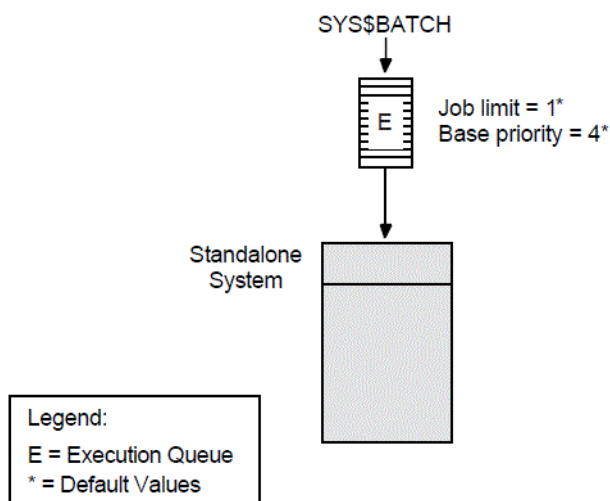 SYS$BATCH
E
Job limit = 1*
Base priority = 4*
Standalone
System
Legend:
E = Execution Queue
* = Default Values